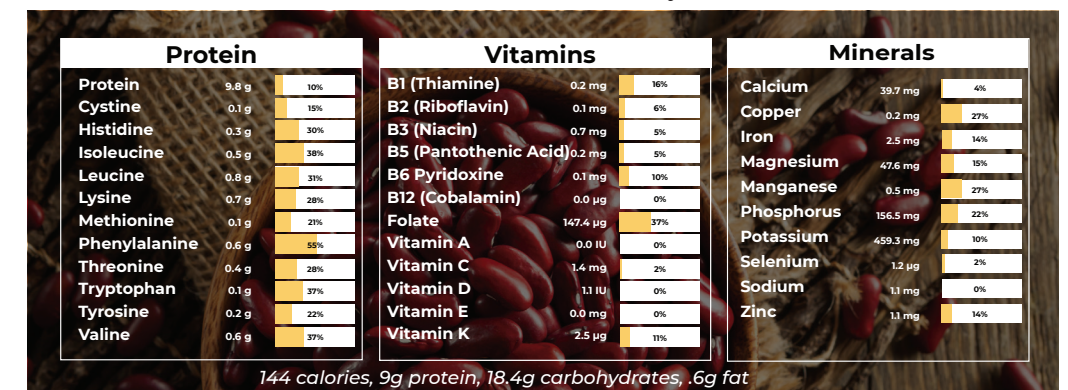 Protein
Protein 9.8 g 10%
Cystine 0.1 g 15%
Histidine 0.3 g 30%
Isoleucine 0.5 g 38%
Leucine 0.8 g 31%
Lysine 0.7 g 28%
Methionine 0.1 g 21%
Phenylalanine 0.6 g 55%
Threonine 0.4 g 28%
Tryptophan 0.1 g 37%
Tyrosine 0.2 g 22%
Valine 0.6 g 37%
Vitamins
B1 (Thiamine) 0.2 mg 16%
B2 (Riboflavin) 0.1 mg 6%
B3 (Niacin) 0.7 mg 5%
B5 (Pantothenic Acid) 0.2 mg 5%
B6 Pyridoxine 0.1 mg 10%
B12 (Cobalamin) 0.0 µg 0%
Folate 147.4 µg 37%
Vitamin A 0.0 IU 0%
Vitamin C 1.4 mg 2%
Vitamin D 1.1 IU 0%
Vitamin E 0.0 mg 0%
Vitamin K 2.5 µg 11%
Minerals
Calcium 39.7 mg 4%
Copper 0.2 mg 27%
Iron 2.5 mg 14%
Magnesium 47.6 mg 15%
Manganese 0.5 mg 27%
Phosphorus 156.5 mg 22%
Potassium 459.3 mg 10%
Selenium 1.2 µg 2%
Sodium 1.1 mg 0%
Zinc 1.1 mg 14%
144 calories, 9g protein, 18.4g carbohydrates, .6g fat